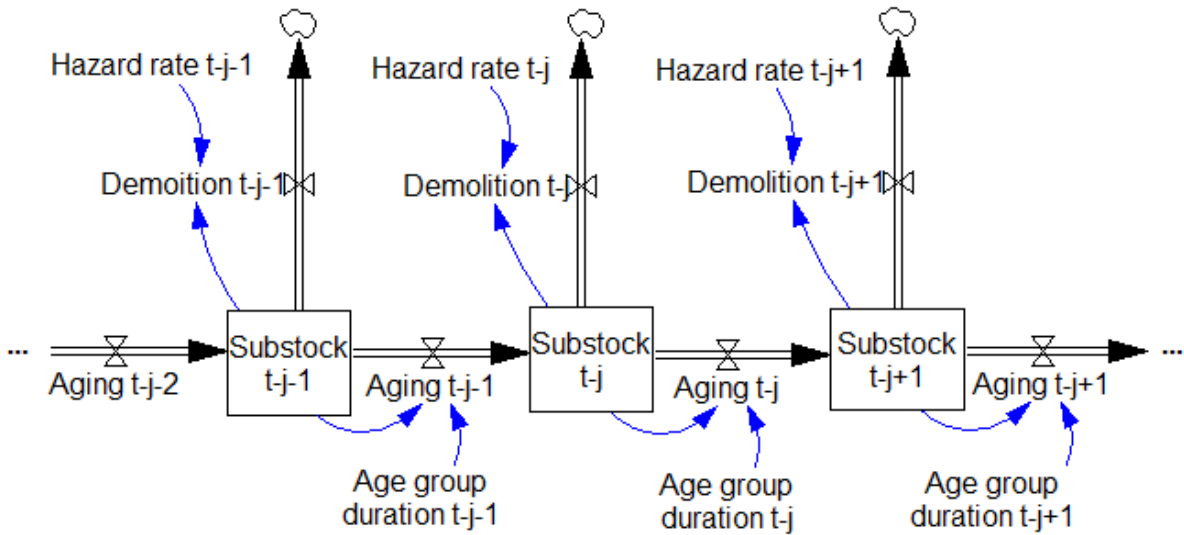 Hazard rate t-j-1
Hazard rate t-j
Hazard rate t-j+1
Demoition t-j-1
Demolition t-j
Demolition t-j+1
...
Aging t-j-2
Substock
t-j-1
Aging t-j-1
Substock
t-j
Aging t-j
Substock
t-j+1
Aging t-j+1
...
Age group
duration t-j-1
Age group
duration t-j
Age group
duration t-j+1